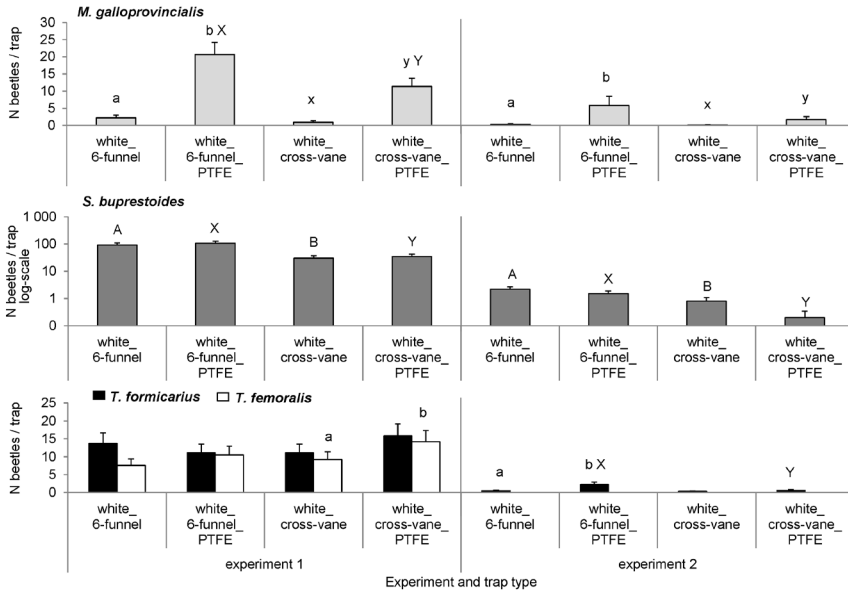 M. galloprovincialis
N beetles / trap
30
25
20
15
10
5
0
a
b X
x
y Y
a
b
x
y
white_ 6-funnel
white_ 6-funnel_ PTFE
white_ cross-vane
white_ cross-vane_ PTFE
white_ 6-funnel
white_ 6-funnel_ PTFE
white_ cross-vane
white_ cross-vane_ PTFE
S. buprestoides
N beetles / trap
log-scale
1 000
100
10
1
0
A
X
B
Y
A
X
B
Y
white_ 6-funnel
white_ 6-funnel_ PTFE
white_ cross-vane
white_ cross-vane_ PTFE
white_ 6-funnel
white_ 6-funnel_ PTFE
white_ cross-vane
white_ cross-vane_ PTFE
T. formicarius T. femoralis
N beetles / trap
25
20
15
10
5
0
a
b
a
b X
Y
white_ 6-funnel
white_ 6-funnel_ PTFE
white_ cross-vane
white_ cross-vane_ PTFE
white_ 6-funnel
white_ 6-funnel_ PTFE
white_ cross-vane
white_ cross-vane_ PTFE
experiment 1
experiment 2
Experiment and trap type